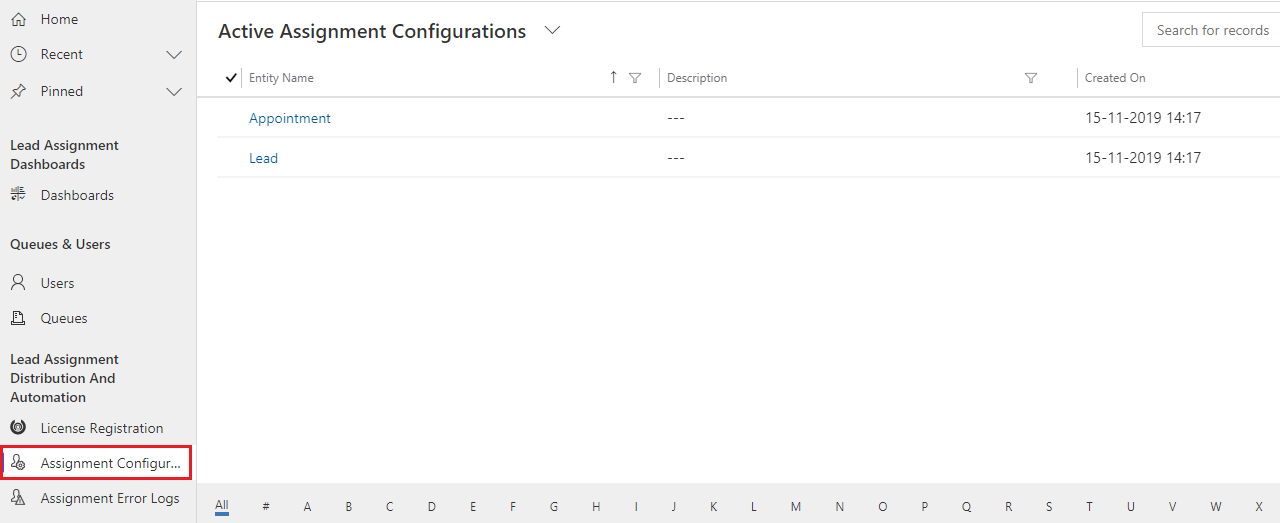 Home
Recent
Pinned
Lead Assignment
Dashboards
Dashboards
Queues & Users
Users
Queues
Lead Assignment
Distribution And
Automation
License Registration
Assignment Configur...
Assignment Error Logs
Active Assignment Configurations
Search for records
Entity Name Description Created On
Appointment --- 15-11-2019 14:17
Lead --- 15-11-2019 14:17
All # A B C D E F G H I J K L M N O P Q R S T U V W X